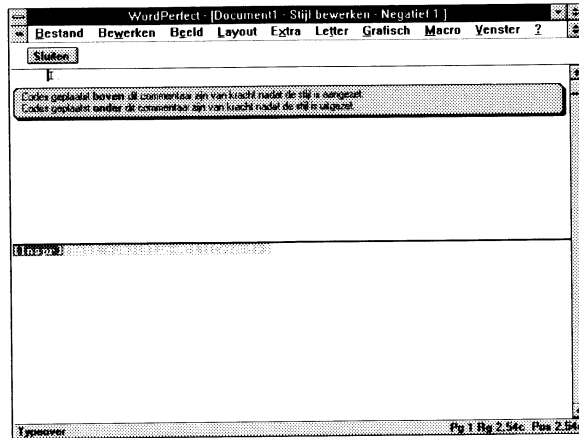 WordPerfect - [Document1 - Stijl bewerken - Negatief 1 ]
Bestand Bewerken Beeld Layout Extra Letter Grafisch Macro Venster ?
Sluiten
Codes geplaatst boven dit commentaar zijn van kracht nadat de stijl is aangezet.
Codes geplaatst onder dit commentaar zijn van kracht nadat de stijl is uitgezet.
[Inspr]
Typeover Pg 1 Rg 2,54c Pos 2,54